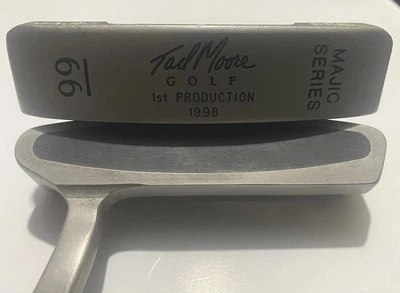 66
Tad Moore
GOLF
1st PRODUCTION
1998
MAJIC
SERIES